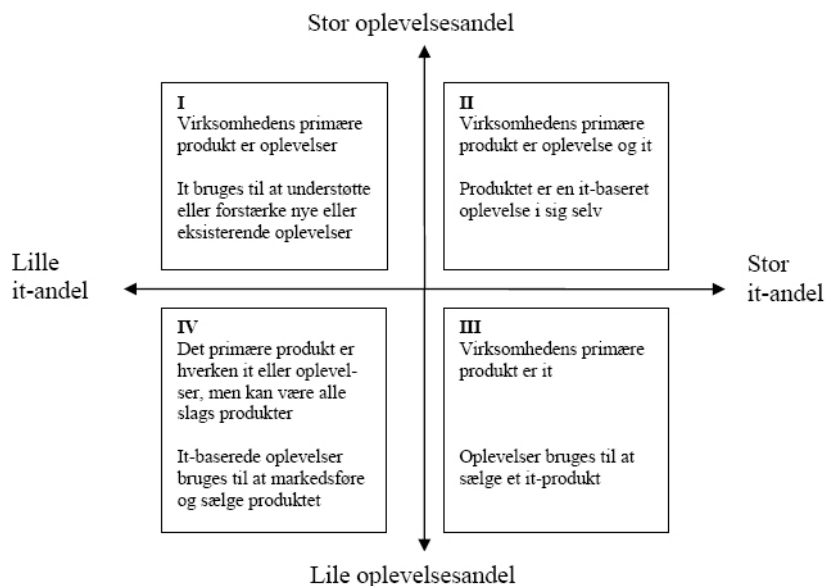 Stor oplevelsesandel
I
Virksomhedens primære
produkt er oplevelser
It bruges til at understøtte
eller forstærke nye eller
eksisterende oplevelser
II
Virksomhedens primære
produkt er oplevelse og it
Produktet er en it-baseret
oplevelse i sig selv
Lille
it-andel
Stor
it-andel
IV
Det primære produkt er
hverken it eller oplevel-
ser, men kan være alle
slags produkter
It-baserede oplevelser
bruges til at markedsføre
og sælge produktet
III
Virksomhedens primære
produkt er it
Oplevelser bruges til at
sælge et it-produkt
Lile oplevelsesandel